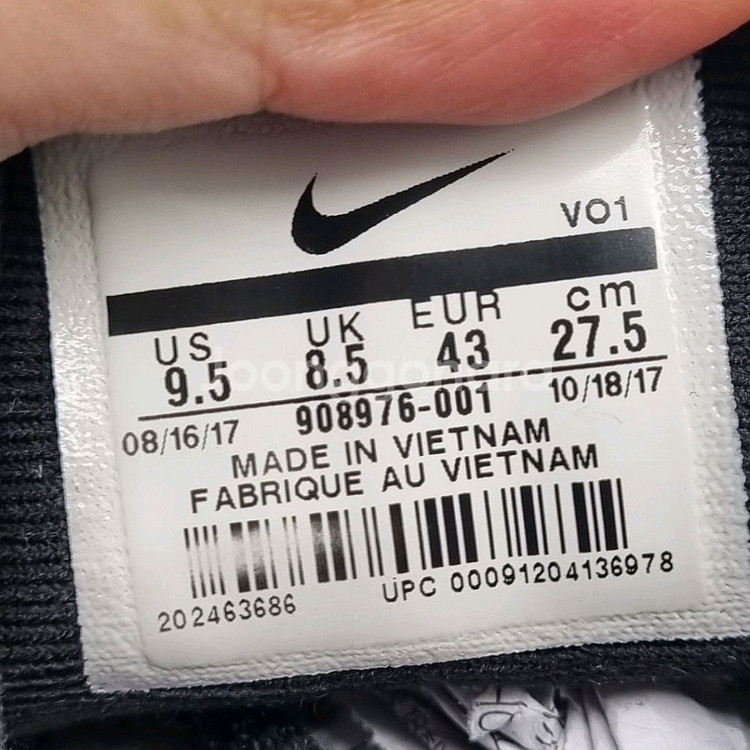 VO1
US UK EUR cm
9.5 8.5 43 27.5
08/16/17 908976-001 10/18/17
MADE IN VIETNAM
FABRIQUE AU VIETNAM
202463686 UPC 00091204136978
Joonggonara